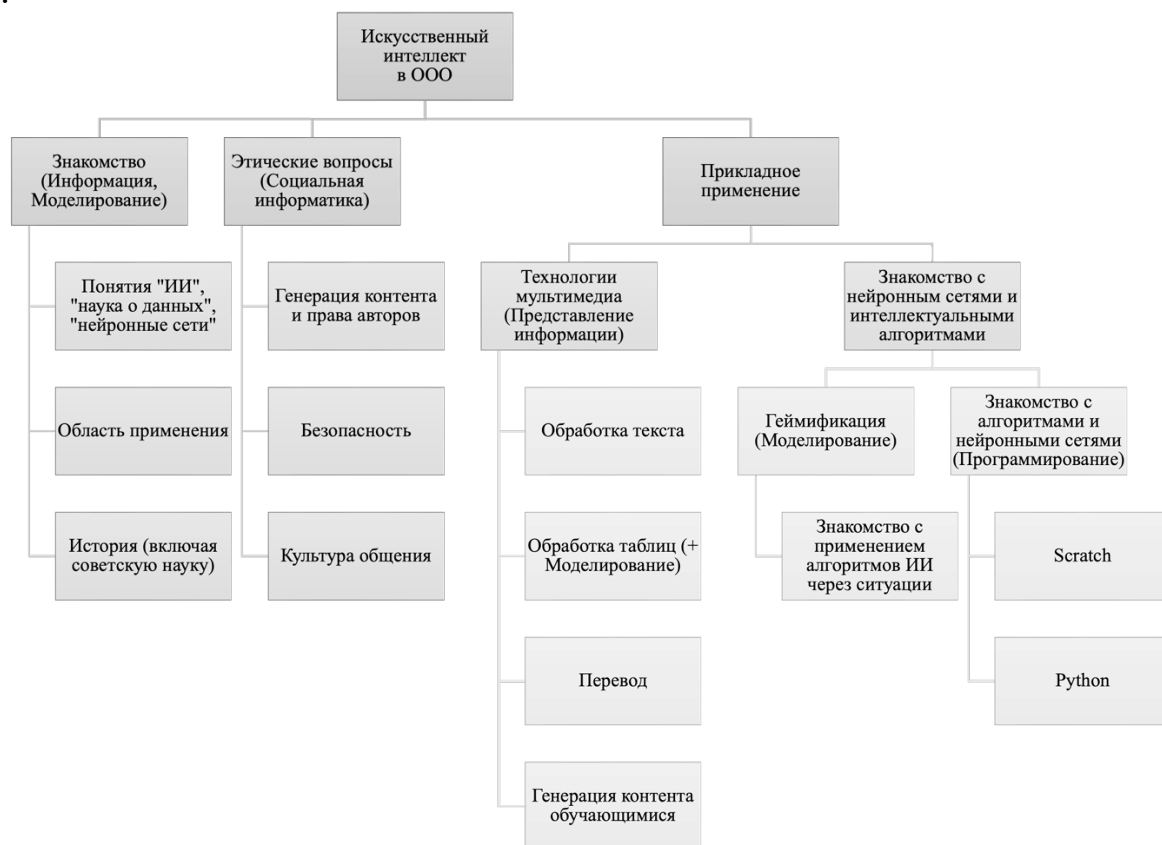 Искусственный
интеллект
в ООО
Знакомство
(Информация,
Моделирование)
Этические вопросы
(Социальная
информатика)
Прикладное
применение
Понятия "ИИ",
"наука о данных",
"нейронные сети"
Генерация контента
и права авторов
Технологии
мультимедиа
(Представление
информации)
Знакомство с
нейронным сетями и
интеллектуальными
алгоритмами
Область применения
Безопасность
Обработка текста
Геймификация
(Моделирование)
Знакомство с
алгоритмами и
нейронными сетями
(Программирование)
История (включая
советскую науку)
Культура общения
Обработка таблиц (+
Моделирование)
Знакомство с
применением
алгоритмов ИИ
через ситуации
Scratch
Перевод
Python
Генерация контента
обучающимися